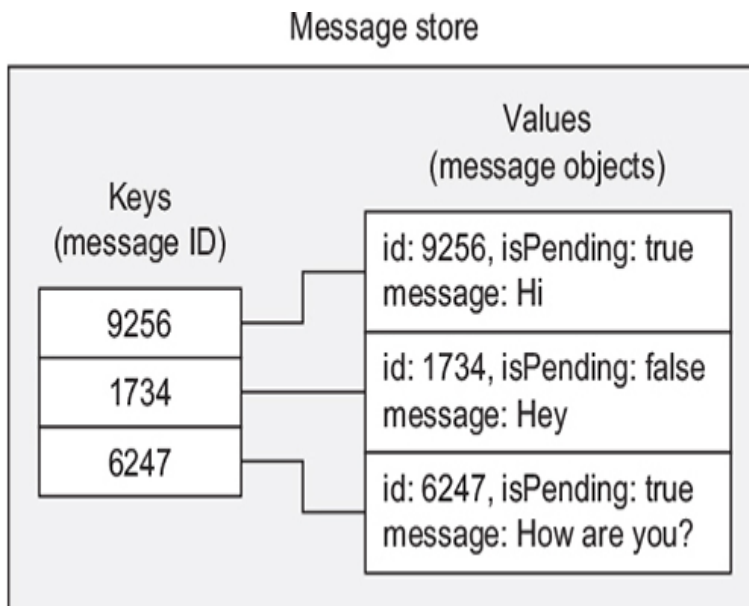 Message store
Keys
(message ID)
9256
1734
6247
Values
(message objects)
id: 9256, isPending: true
message: Hi
id: 1734, isPending: false
message: Hey
id: 6247, isPending: true
message: How are you?